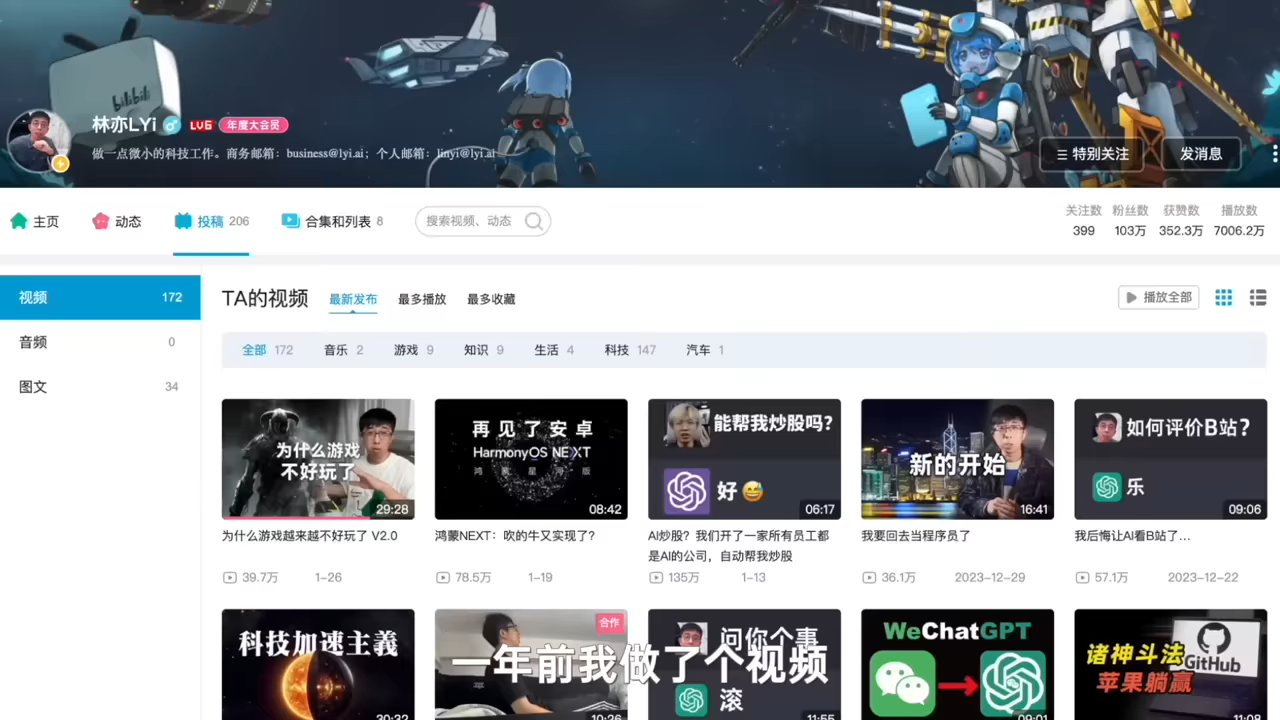 bilibili
林亦LYi
LV6
年度大会员
做一点微小的科技工作。商务邮箱：business@lyi.ai；个人邮箱：linyi@lyi.ai
特别关注
发消息
主页
动态
投稿 206
合集和列表 8
搜索视频、动态
关注数 粉丝数 获赞数 播放数
399 103万 352.3万 7006.2万
视频 172
音频 0
图文 34
TA的视频
最新发布
最多播放
最多收藏
播放全部
全部 172 音乐 2 游戏 9 知识 9 生活 4 科技 147 汽车 1
为什么游戏
不好玩了
29:28
为什么游戏越来越不好玩了 V2.0
39.7万 1-26
再见了安卓
HarmonyOS NEXT
鸿蒙星河版
08:42
鸿蒙NEXT：吹的牛又实现了?
78.5万 1-19
能帮我炒股吗?
好
06:17
AI炒股？我们开了一家所有员工都
是AI的公司，自动帮我炒股
135万 1-13
新的开始
16:41
我要回去当程序员了
36.1万 2023-12-29
如何评价B站？
乐
09:06
我后悔让AI看B站了...
57.1万 2023-12-22
科技加速主義
30:32
合作
10:26
问你个事
滚
11:55
WeChatGPT
09:01
诸神斗法
苹果躺赢
GitHub
11:08
一年前我做了个视频